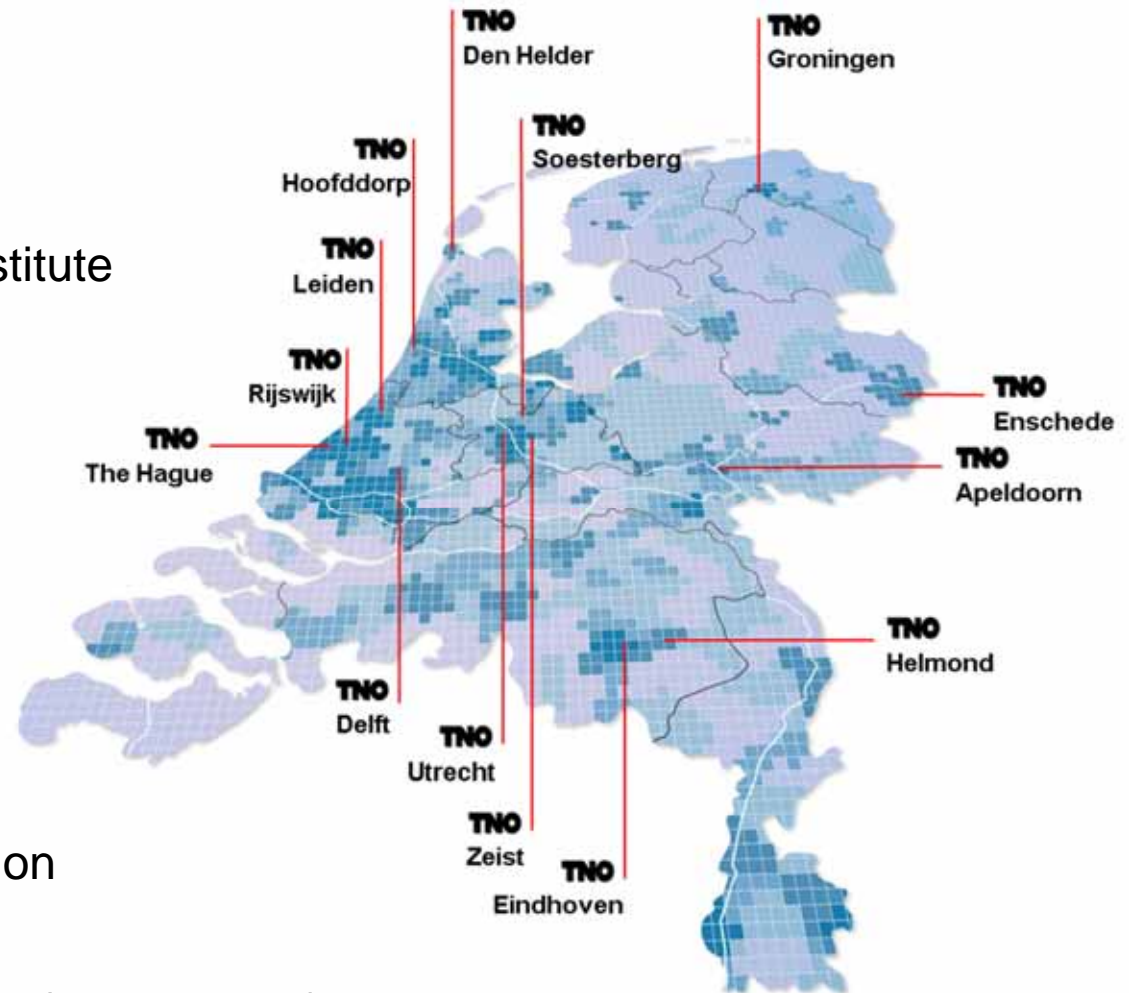 TNO
Den Helder
TNO
Groningen
TNO
Soesterberg
TNO
Hoofddorp
stitute
TNO
Leiden
TNO
Rijswijk
TNO
Enschede
TNO
The Hague
TNO
Apeldoorn
TNO
Helmond
TNO
Delft
TNO
Utrecht
TNO
Zeist
on
TNO
Eindhoven